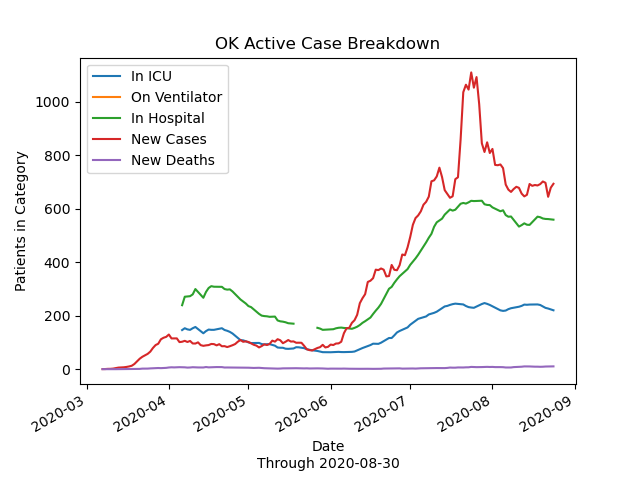 OK Active Case Breakdown
In ICU
On Ventilator
In Hospital
New Cases
New Deaths
Patients in Category
1000
800
600
400
200
0
2020-03
2020-04
2020-05
2020-06
2020-07
2020-08
2020-09
Date
Through 2020-08-30